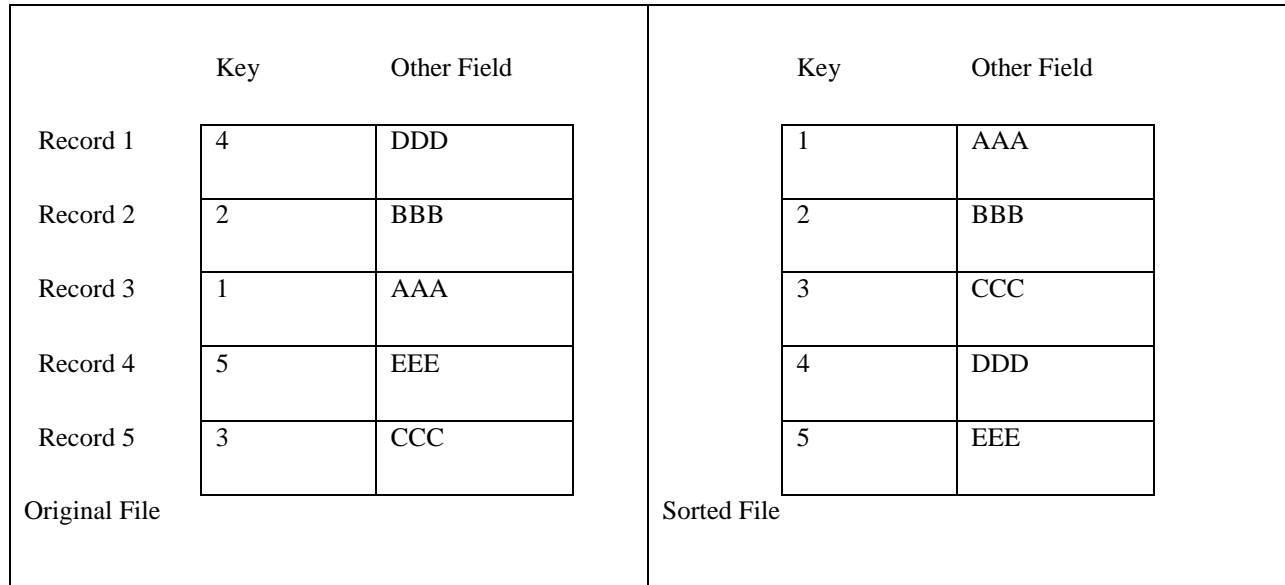 Key Other Field
Record 1 4 DDD
Record 2 2 BBB
Record 3 1 AAA
Record 4 5 EEE
Record 5 3 CCC
Original File
Key Other Field
1 AAA
2 BBB
3 CCC
4 DDD
5 EEE
Sorted File